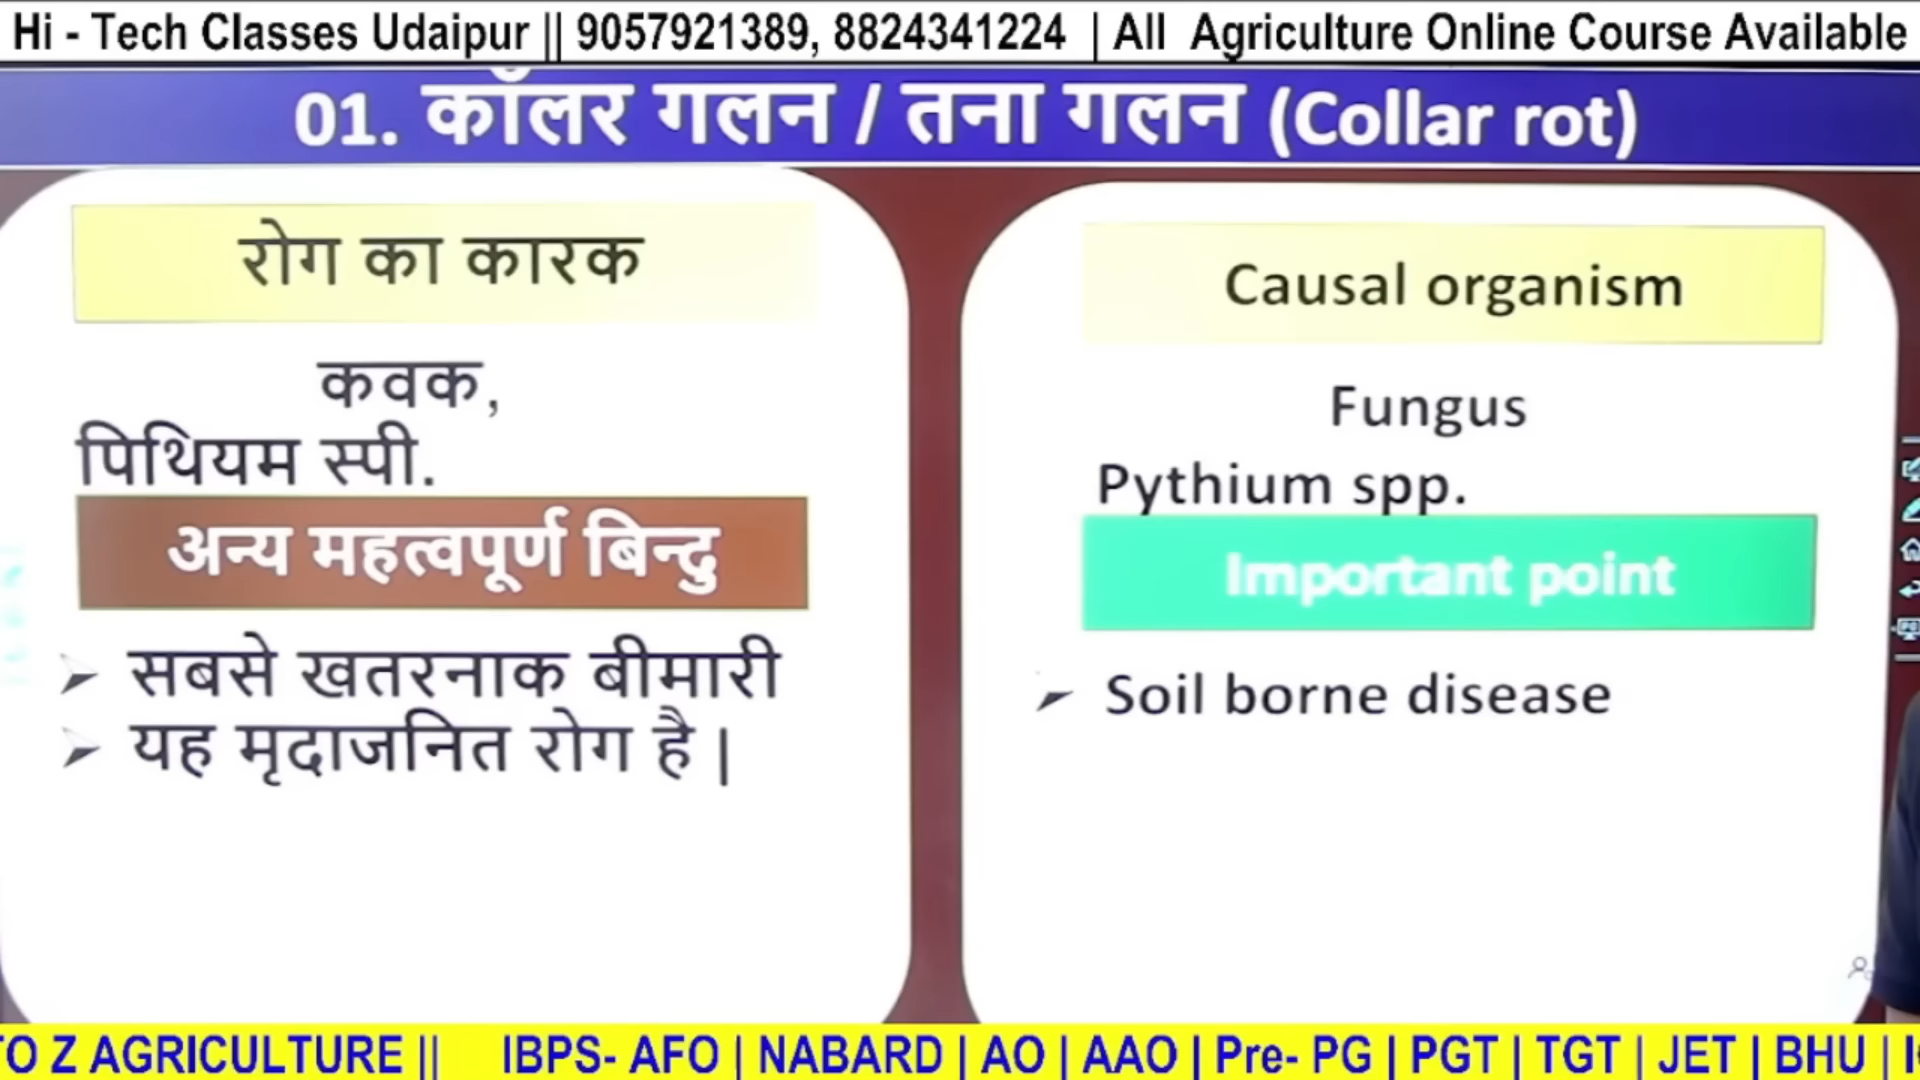 Hi - Tech Classes Udaipur || 9057921389, 8824341224 | All Agriculture Online Course Available
01. कॉलर गलन / तना गलन (Collar rot)
रोग का कारक
कवक,
पिथियम स्पी.
अन्य महत्वपूर्ण बिन्दु
➤ सबसे खतरनाक बीमारी
➤ यह मृदाजनित रोग है |
Causal organism
Fungus
Pythium spp.
Important point
➤ Soil borne disease
TO Z AGRICULTURE || IBPS- AFO | NABARD | AO | AAO | Pre- PG | PGT | TGT | JET | BHU |